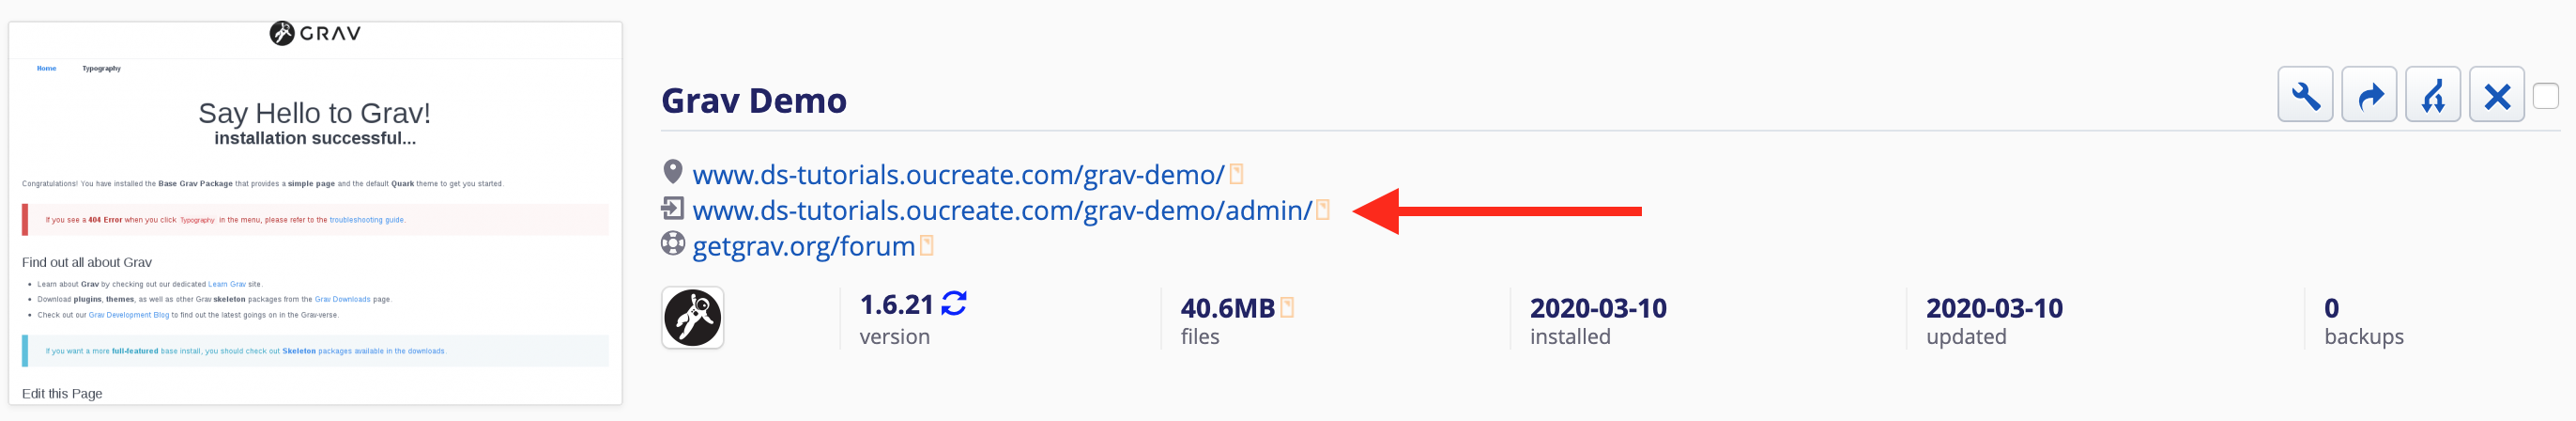 GRAV
Home Typography
Say Hello to Grav!
installation successful...
Congratulations! You have installed the Base Grav Package that provides a simple page and the default Quark theme to get you started.
If you see a 404 Error when you click Typography in the menu, please refer to the troubleshooting guide.
Find out all about Grav
Learn about Grav by checking out our dedicated Learn Grav site.
Download plugins, themes, as well as other Grav skeleton packages from the Grav Downloads page.
Check out our Grav Development Blog to find out the latest goings on in the Grav-verse.
If you want a more full-featured base install, you should check out Skeleton packages available in the downloads.
Edit this Page
Grav Demo
www.ds-tutorials.oucreate.com/grav-demo/
www.ds-tutorials.oucreate.com/grav-demo/admin/
getgrav.org/forum
1.6.21 40.6MB 2020-03-10 2020-03-10 0
version files installed updated backups